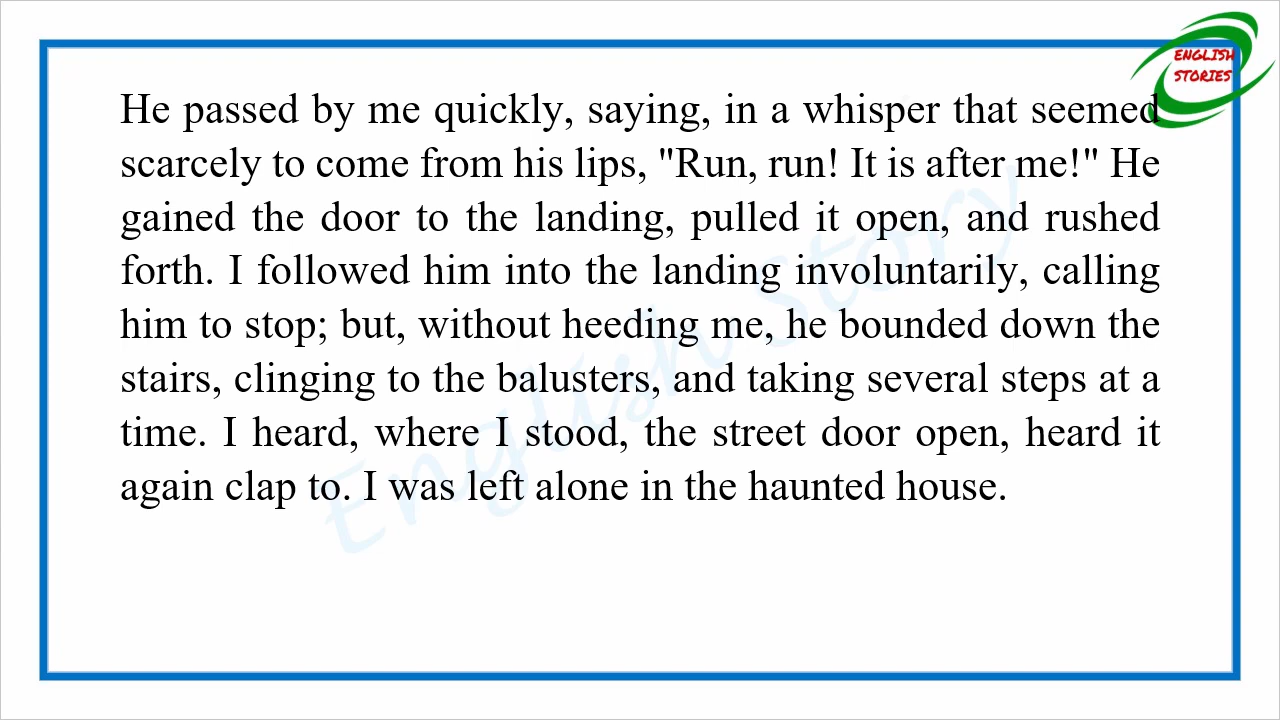 ENGLISH
STORIES
He passed by me quickly, saying, in a whisper that seemed
scarcely to come from his lips, "Run, run! It is after me!" He
gained the door to the landing, pulled it open, and rushed
forth. I followed him into the landing involuntarily, calling
him to stop; but, without heeding me, he bounded down the
stairs, clinging to the balusters, and taking several steps at a
time. I heard, where I stood, the street door open, heard it
again clap to. I was left alone in the haunted house.
English Story